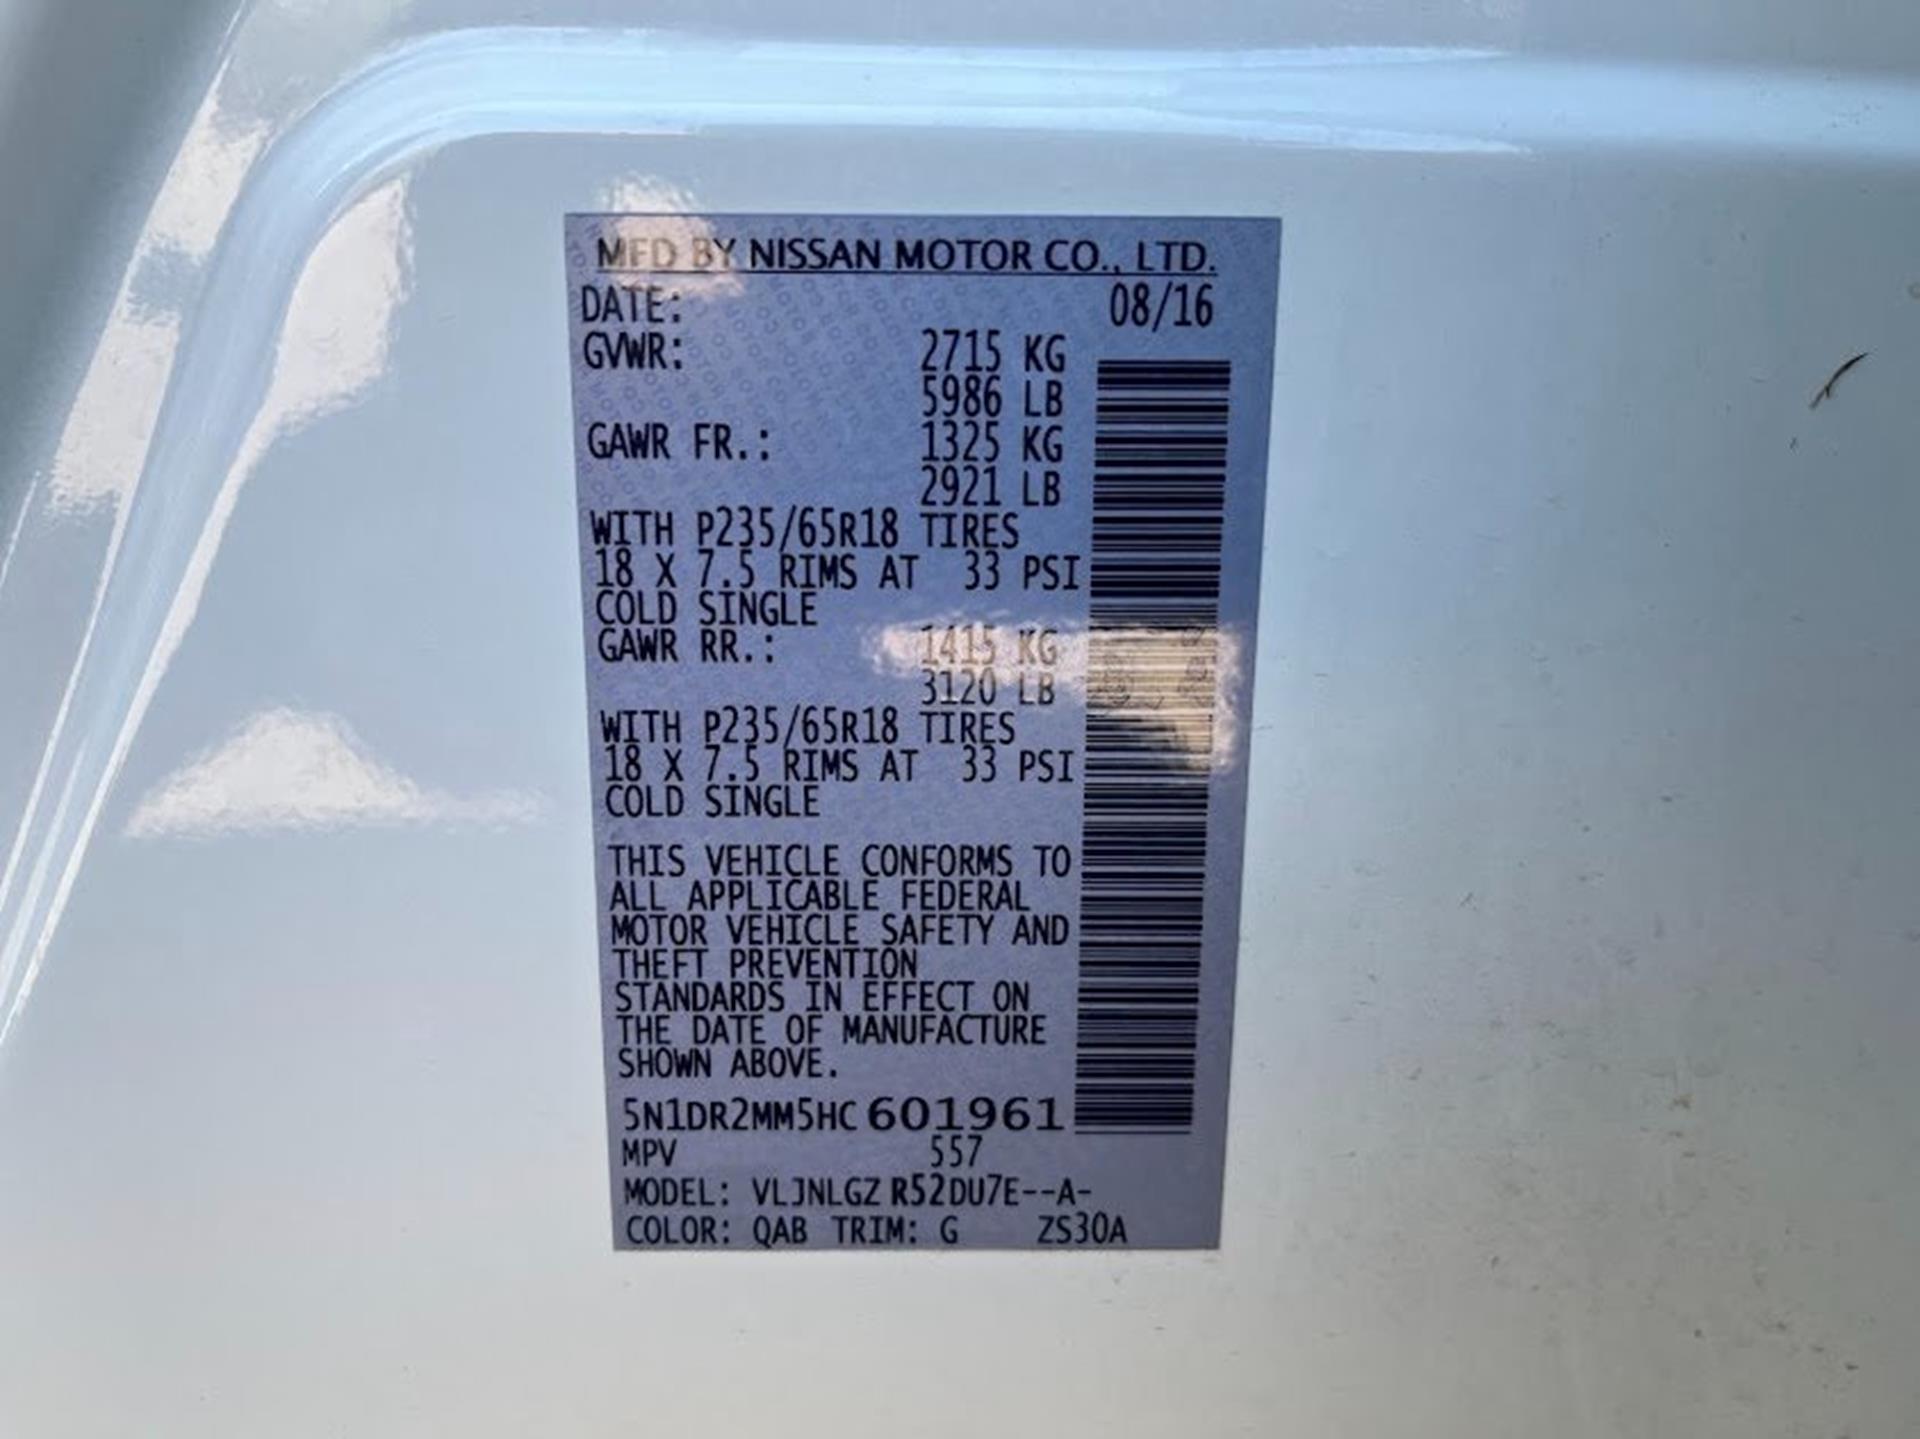 MFD BY NISSAN MOTOR CO., LTD.
DATE: 08/16
GVWR: 2715 KG
5986 LB
GAWR FR.: 1325 KG
2921 LB
WITH P235/65R18 TIRES
18 X 7.5 RIMS AT 33 PSI
COLD SINGLE
GAWR RR.: 1415 KG
3120 LB
WITH P235/65R18 TIRES
18 X 7.5 RIMS AT 33 PSI
COLD SINGLE
THIS VEHICLE CONFORMS TO
ALL APPLICABLE FEDERAL
MOTOR VEHICLE SAFETY AND
THEFT PREVENTION
STANDARDS IN EFFECT ON
THE DATE OF MANUFACTURE
SHOWN ABOVE.
5N1DR2MM5HC601961
MPV 557
MODEL: VLJNLGZ R52DU7E--A-
COLOR: QAB TRIM: G ZS30A